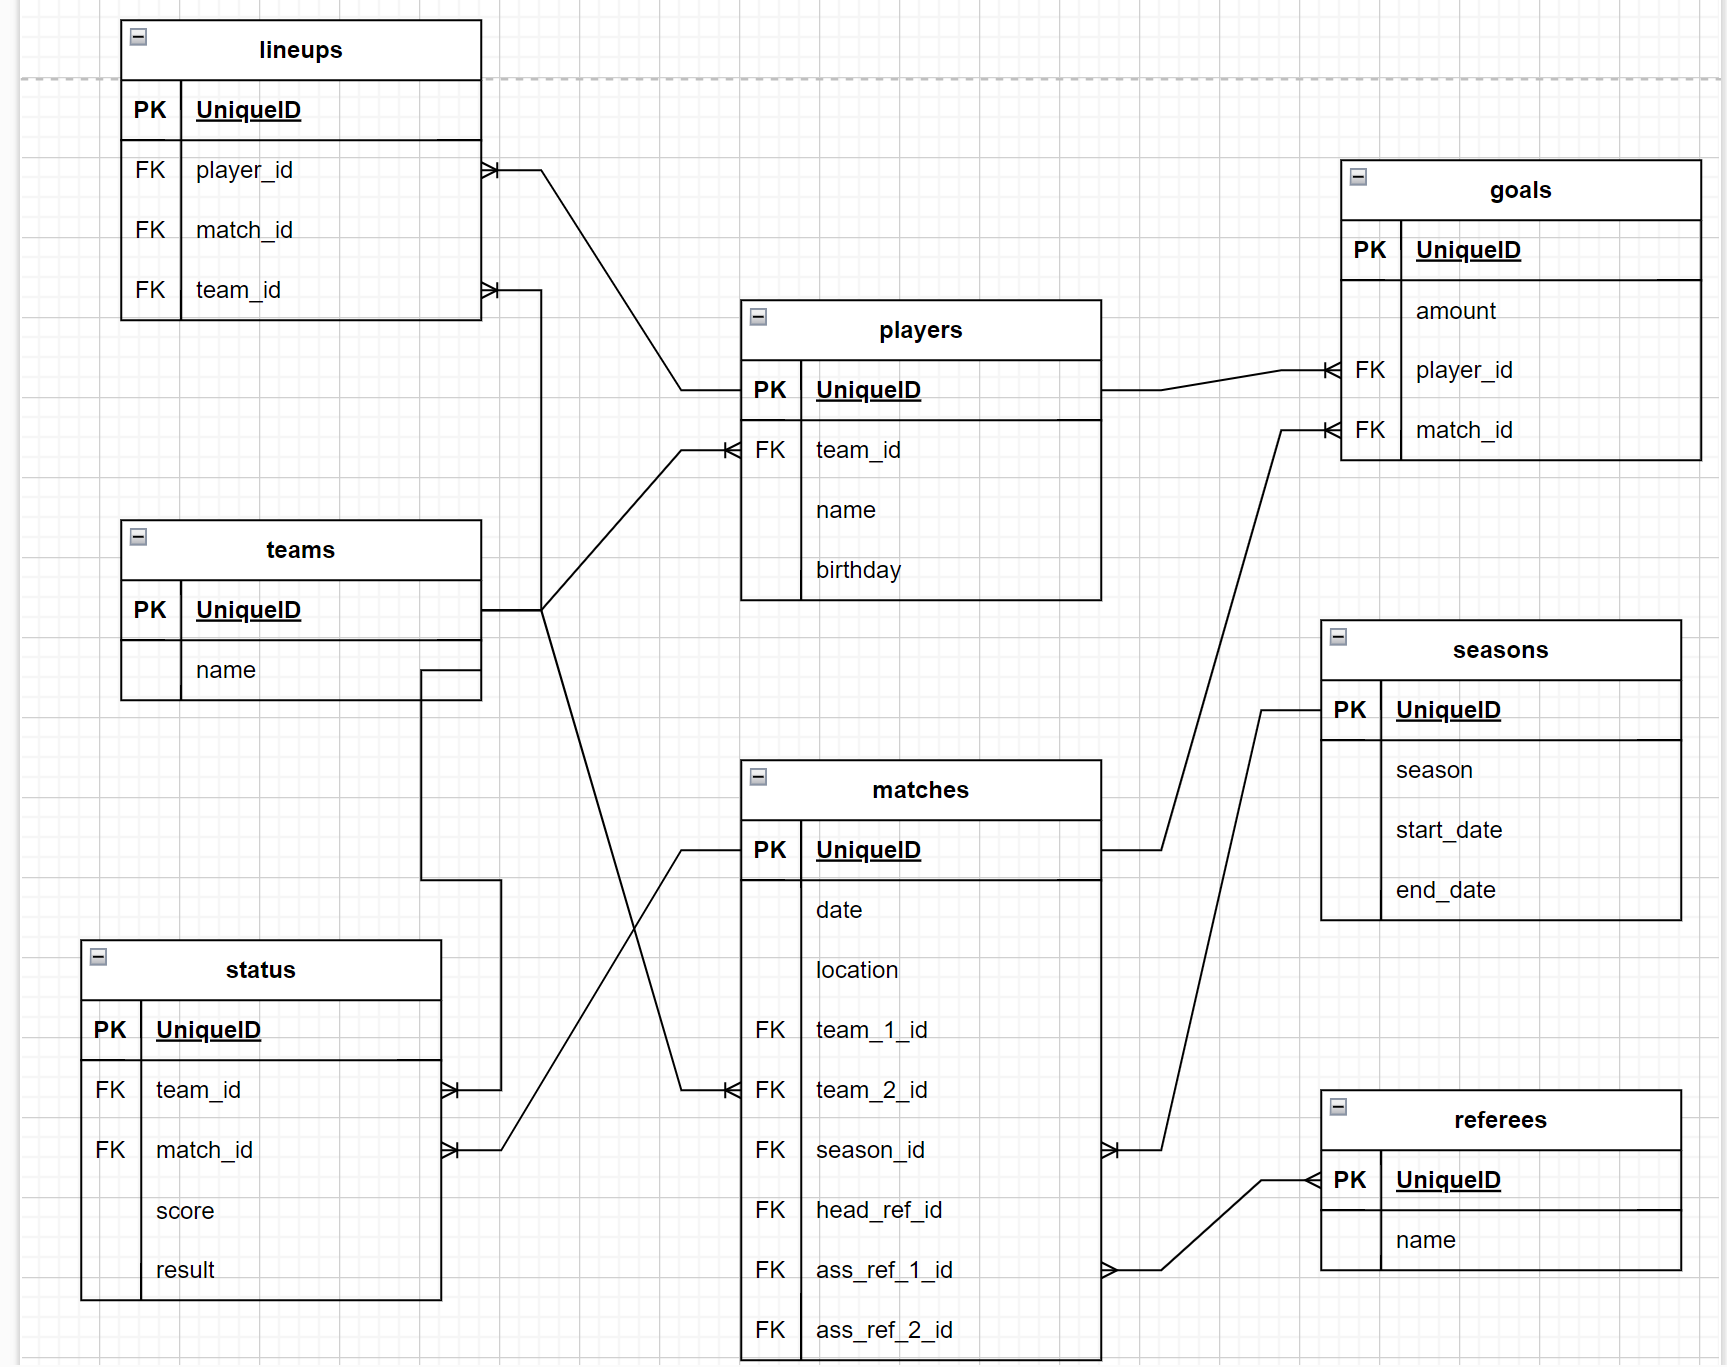 lineups
PK UniqueID
FK player_id
FK match_id
FK team_id
goals
PK UniqueID
amount
FK player_id
FK match_id
players
PK UniqueID
FK team_id
name
birthday
teams
PK UniqueID
name
seasons
PK UniqueID
season
start_date
end_date
matches
PK UniqueID
date
location
FK team_1_id
FK team_2_id
FK season_id
FK head_ref_id
FK ass_ref_1_id
FK ass_ref_2_id
status
PK UniqueID
FK team_id
FK match_id
score
result
referees
PK UniqueID
name